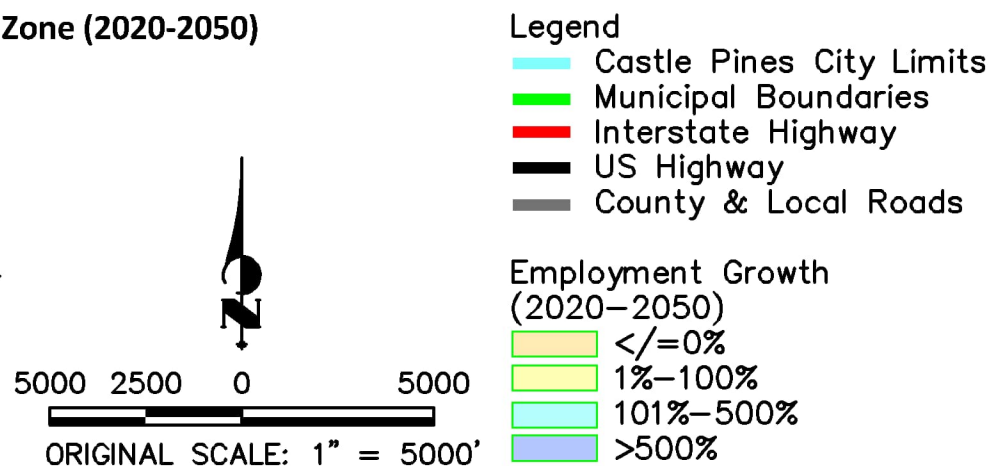 Zone (2020-2050)
Legend
Castle Pines City Limits
Municipal Boundaries
Interstate Highway
US Highway
County & Local Roads
N
5000 2500 0 5000
ORIGINAL SCALE: 1" = 5000'
Employment Growth
(2020-2050)
</=0%
1%-100%
101%-500%
>500%